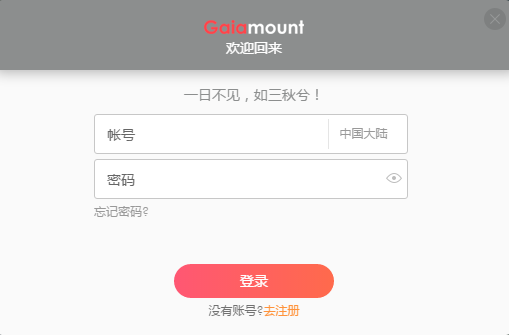 Gaiamount
欢迎回来
一日不见，如三秋兮！
帐号 中国大陆
密码
忘记密码?
登录
没有账号?去注册